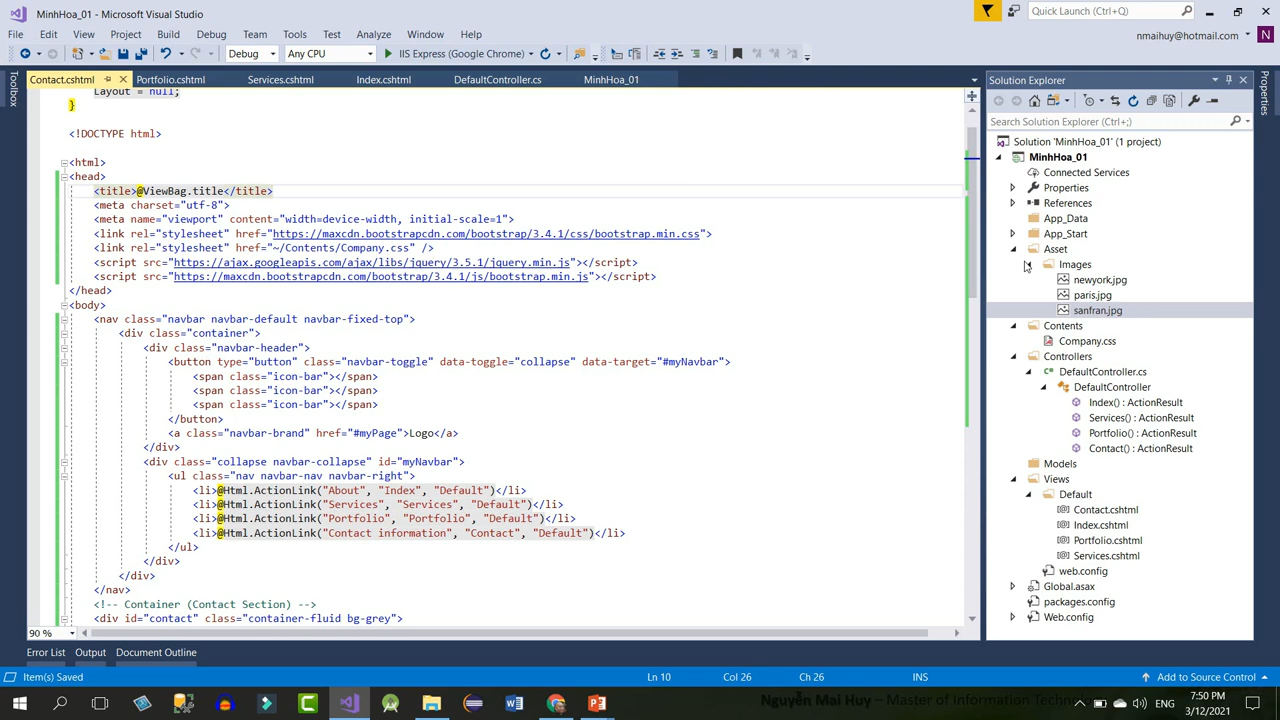 MinhHoa_01 - Microsoft Visual Studio
Quick Launch (Ctrl+Q)
File Edit View Project Build Debug Team Tools Test Analyze Window Help
nmaihuy@hotmail.com N
Debug Any CPU IIS Express (Google Chrome)
Toolbox
Contact.cshtml Portfolio.cshtml Services.cshtml Index.cshtml DefaultController.cs MinhHoa_01
Layout = null;
}
<!DOCTYPE html>
<html>
<head>
<title>@ViewBag.title</title>
<meta charset="utf-8">
<meta name="viewport" content="width=device-width, initial-scale=1">
<link rel="stylesheet" href="https://maxcdn.bootstrapcdn.com/bootstrap/3.4.1/css/bootstrap.min.css">
<link rel="stylesheet" href="~/Contents/Company.css" />
<script src="https://ajax.googleapis.com/ajax/libs/jquery/3.5.1/jquery.min.js"></script>
<script src="https://maxcdn.bootstrapcdn.com/bootstrap/3.4.1/js/bootstrap.min.js"></script>
</head>
<body>
<nav class="navbar navbar-default navbar-fixed-top">
<div class="container">
<div class="navbar-header">
<button type="button" class="navbar-toggle" data-toggle="collapse" data-target="#myNavbar">
<span class="icon-bar"></span>
<span class="icon-bar"></span>
<span class="icon-bar"></span>
</button>
<a class="navbar-brand" href="#myPage">Logo</a>
</div>
<div class="collapse navbar-collapse" id="myNavbar">
<ul class="nav navbar-nav navbar-right">
<li>@Html.ActionLink("About", "Index", "Default")</li>
<li>@Html.ActionLink("Services", "Services", "Default")</li>
<li>@Html.ActionLink("Portfolio", "Portfolio", "Default")</li>
<li>@Html.ActionLink("Contact information", "Contact", "Default")</li>
</ul>
</div>
</div>
</nav>
<!-- Container (Contact Section) -->
<div id="contact" class="container-fluid bg-grey">
90 %
Solution Explorer
Search Solution Explorer (Ctrl+;)
Solution 'MinhHoa_01' (1 project)
MinhHoa_01
Connected Services
Properties
References
App_Data
App_Start
Asset
Images
newyork.jpg
paris.jpg
sanfran.jpg
Contents
Company.css
Controllers
DefaultController.cs
DefaultController
Index() : ActionResult
Services() : ActionResult
Portfolio() : ActionResult
Contact() : ActionResult
Models
Views
Default
Contact.cshtml
Index.cshtml
Portfolio.cshtml
Services.cshtml
web.config
Global.asax
packages.config
Web.config
Properties
Error List Output Document Outline
Item(s) Saved Ln 10 Col 26 Ch 26 INS Add to Source Control
Nguyễn Mai Huy – Master of Information Technology
ENG
7:50 PM
3/12/2021